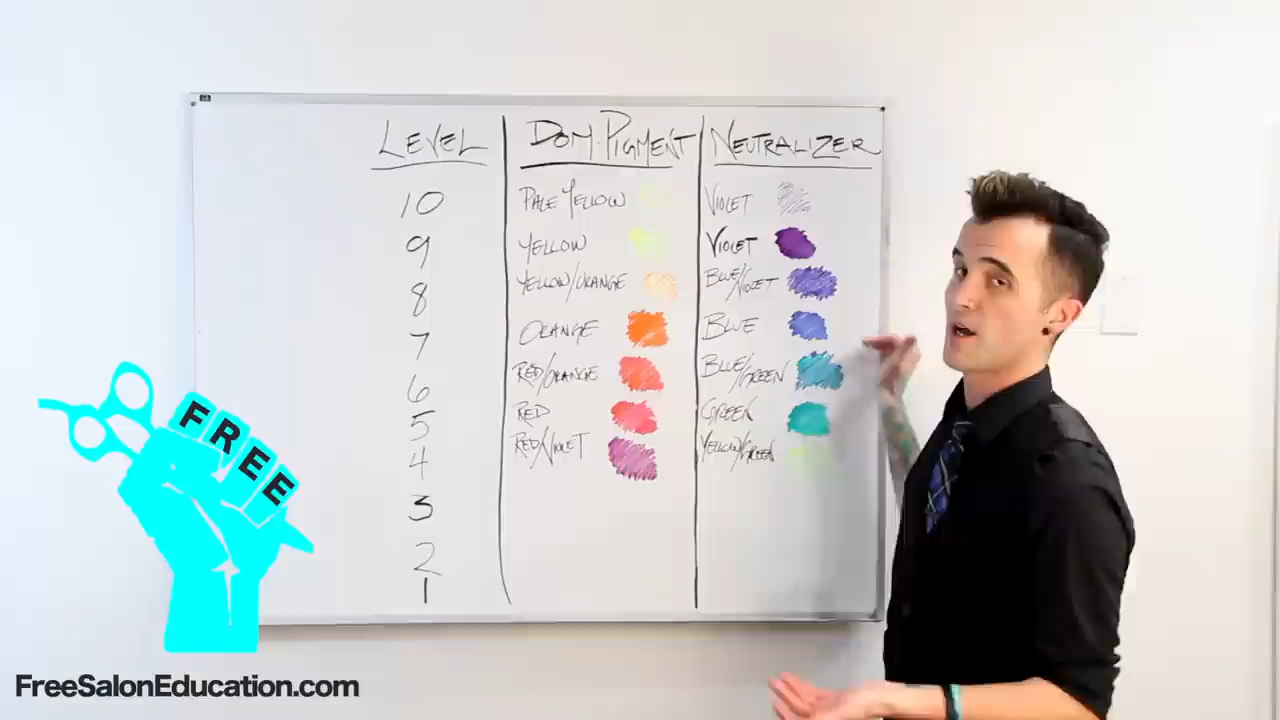 LEVEL DOM. PIGMENT NEUTRALIZER
10 PALE YELLOW VIOLET
9 YELLOW VIOLET
8 YELLOW/ORANGE BLUE/VIOLET
7 ORANGE BLUE
6 RED/ORANGE BLUE/GREEN
5 RED GREEN
4 RED/VIOLET YELLOW/GREEN
3
2
1
FREE
FreeSalonEducation.com